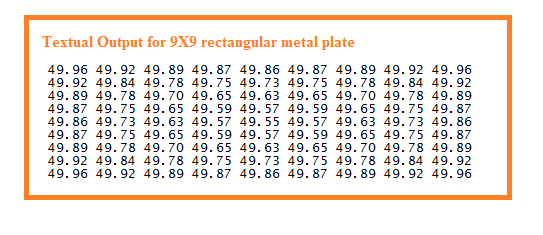 Textual Output for 9X9 rectangular metal plate
49.96 49.92 49.89 49.87 49.86 49.87 49.89 49.92 49.96
49.92 49.84 49.78 49.75 49.73 49.75 49.78 49.84 49.92
49.89 49.78 49.70 49.65 49.63 49.65 49.70 49.78 49.89
49.87 49.75 49.65 49.59 49.57 49.59 49.65 49.75 49.87
49.86 49.73 49.63 49.57 49.55 49.57 49.63 49.73 49.86
49.87 49.75 49.65 49.59 49.57 49.59 49.65 49.75 49.87
49.89 49.78 49.70 49.65 49.63 49.65 49.70 49.78 49.89
49.92 49.84 49.78 49.75 49.73 49.75 49.78 49.84 49.92
49.96 49.92 49.89 49.87 49.86 49.87 49.89 49.92 49.96